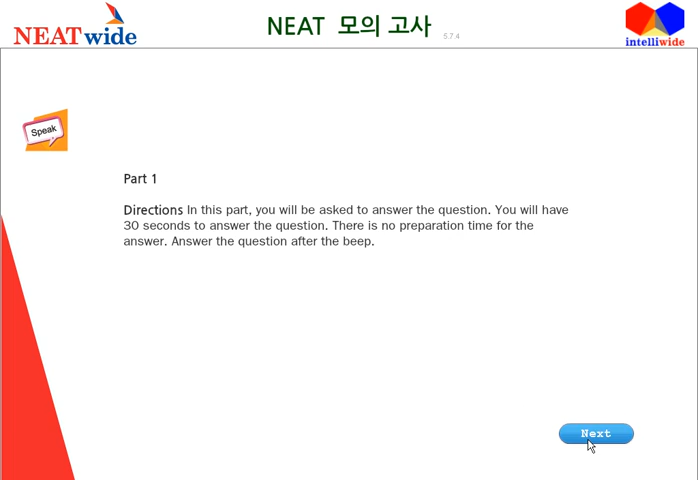 NEATwide
NEAT 모의 고사
5.7.4
intelliwide
Speak
Part 1
Directions In this part, you will be asked to answer the question. You will have
30 seconds to answer the question. There is no preparation time for the
answer. Answer the question after the beep.
Next